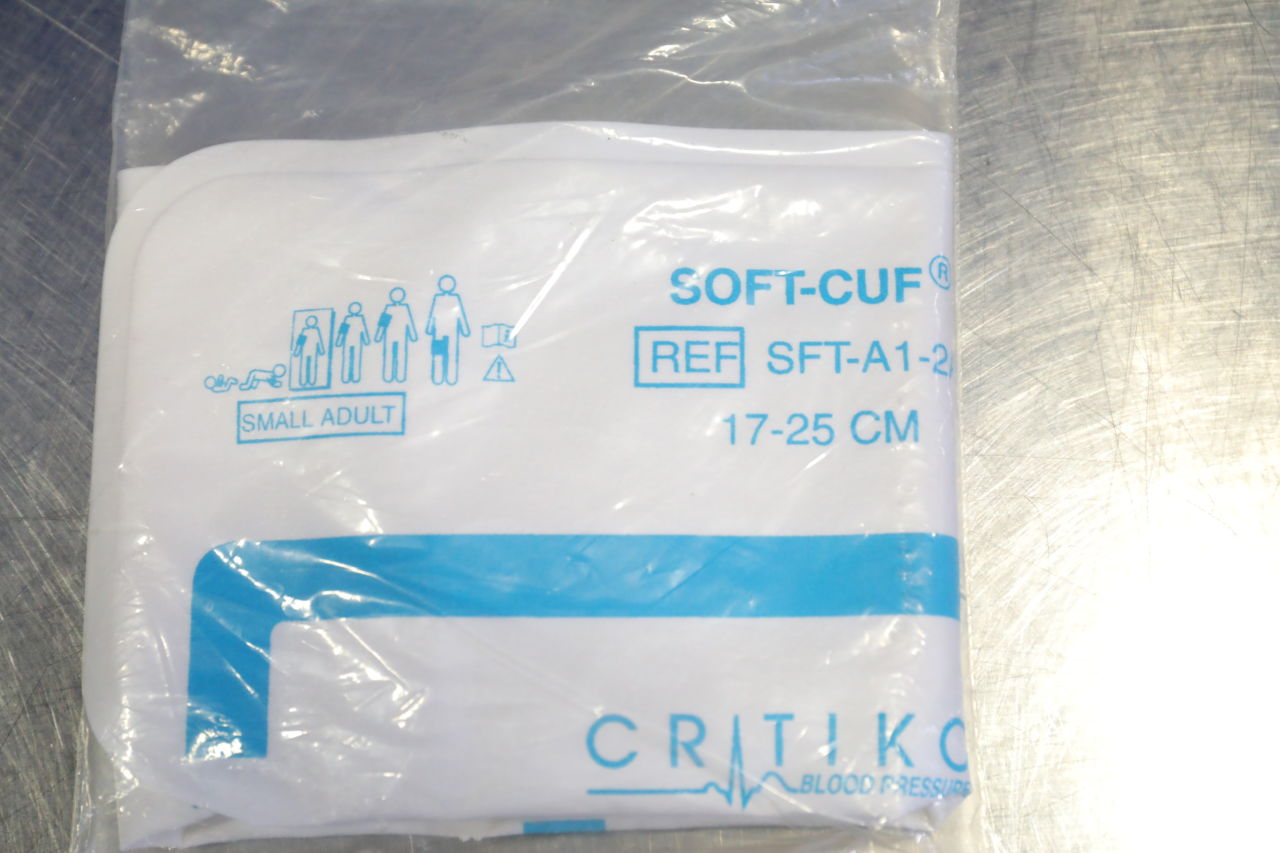 SOFT-CUF®
REF SFT-A1-2
17-25 CM
SMALL ADULT
CRITIKO
BLOOD PRESSURE